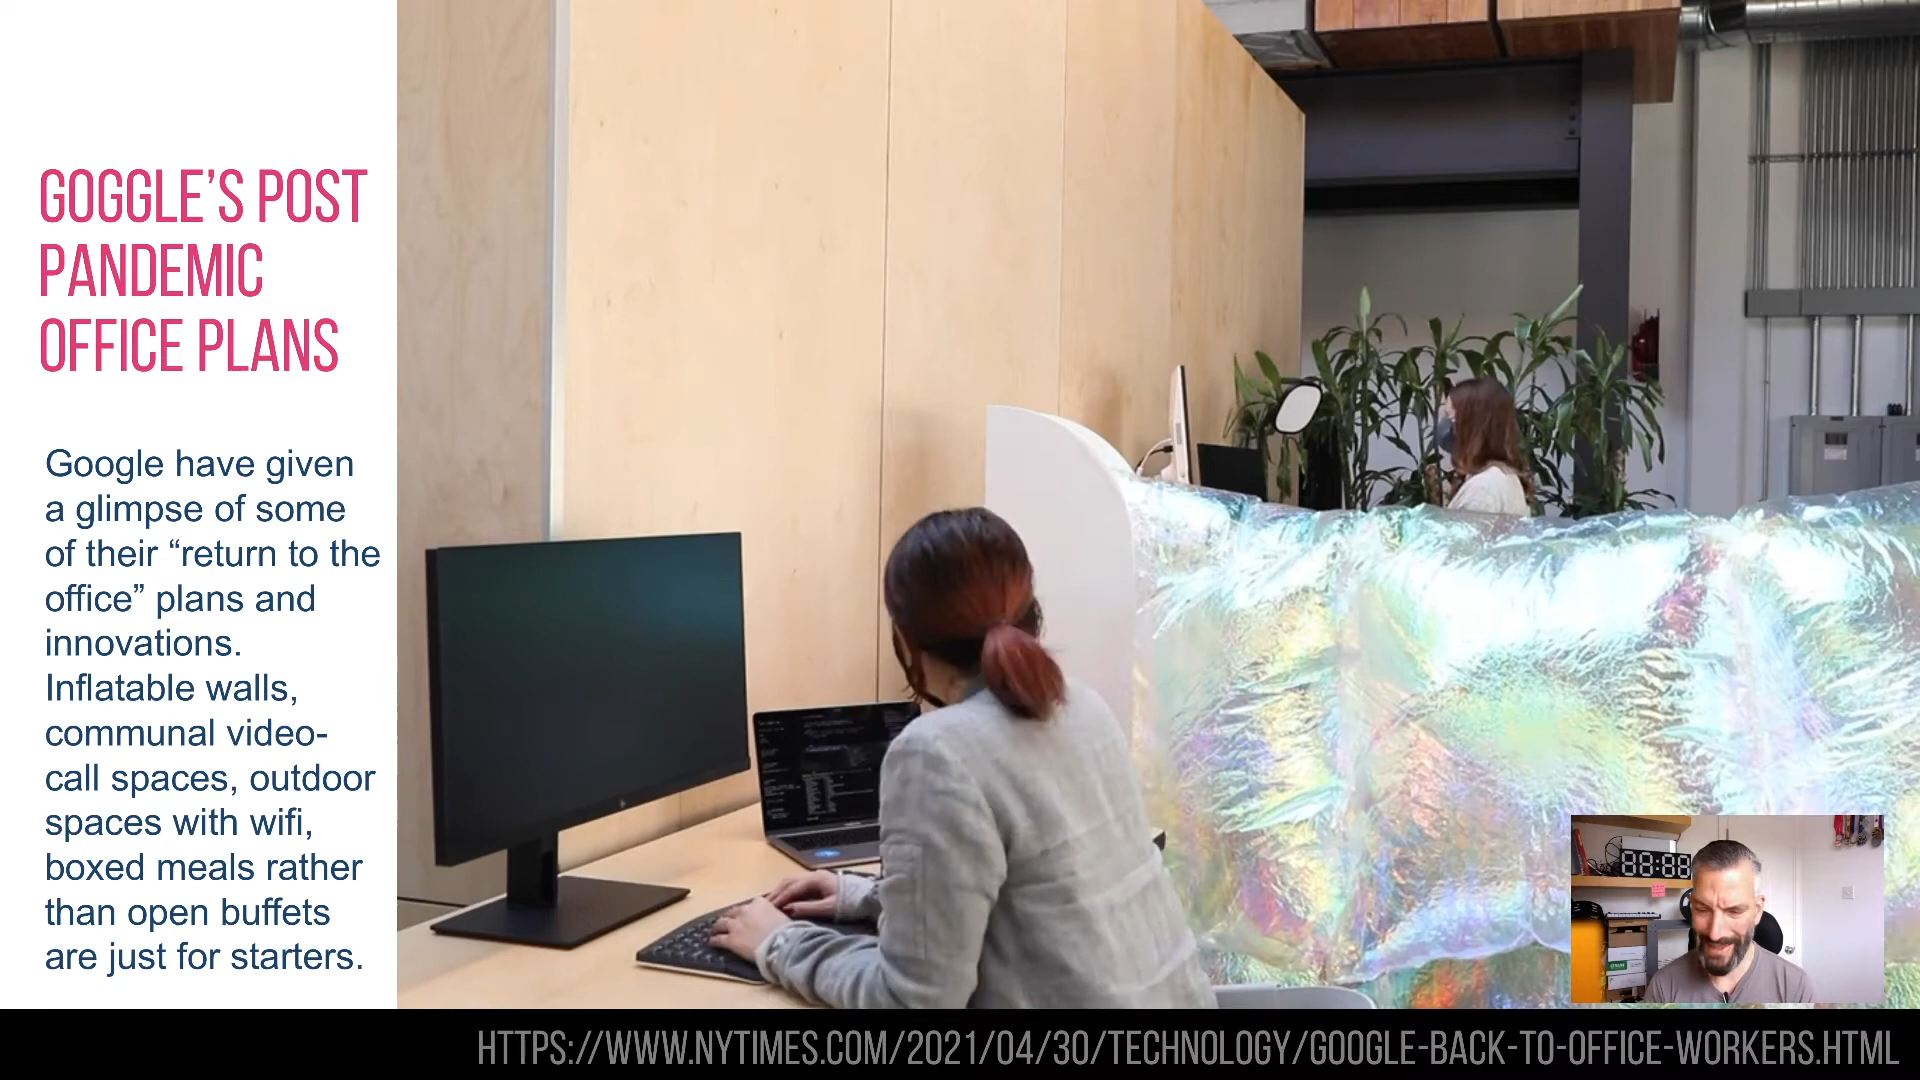 GOGGLE’S POST
PANDEMIC
OFFICE PLANS
Google have given
a glimpse of some
of their “return to the
office” plans and
innovations.
Inflatable walls,
communal video-
call spaces, outdoor
spaces with wifi,
boxed meals rather
than open buffets
are just for starters.
HTTPS://WWW.NYTIMES.COM/2021/04/30/TECHNOLOGY/GOOGLE-BACK-TO-OFFICE-WORKERS.HTML